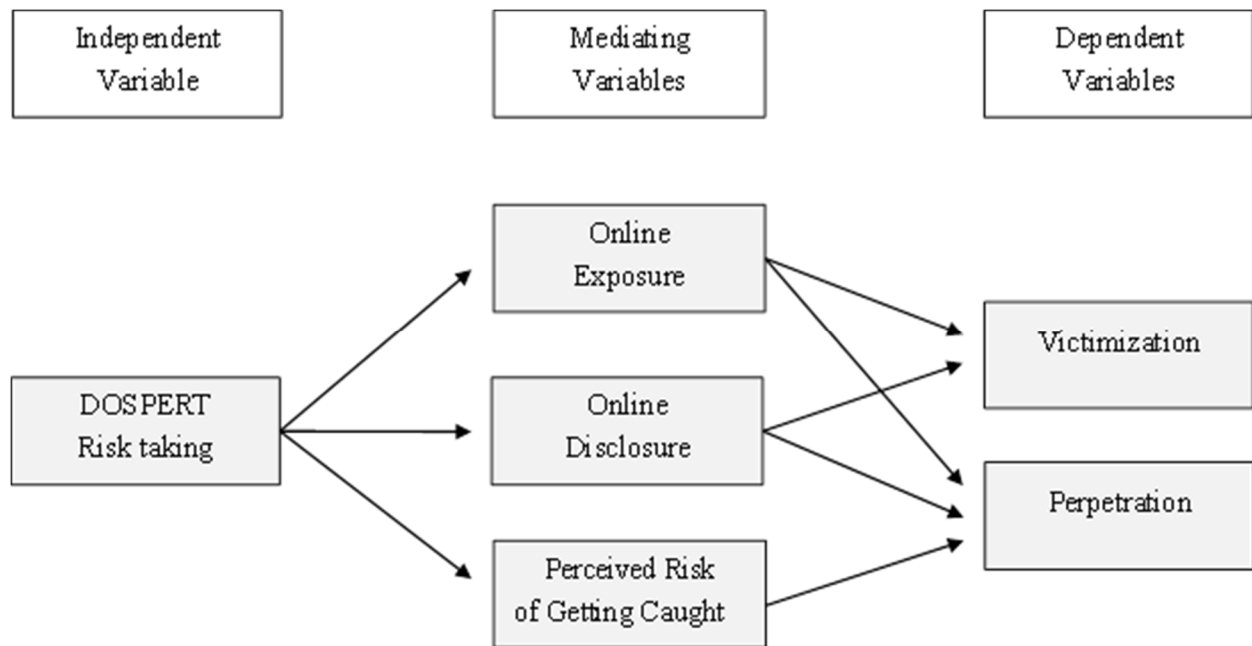 Independent
Variable
Mediating
Variables
Dependent
Variables
Online
Exposure
Victimization
DOSPERT
Risk taking
Online
Disclosure
Perpetration
Perceived Risk
of Getting Caught